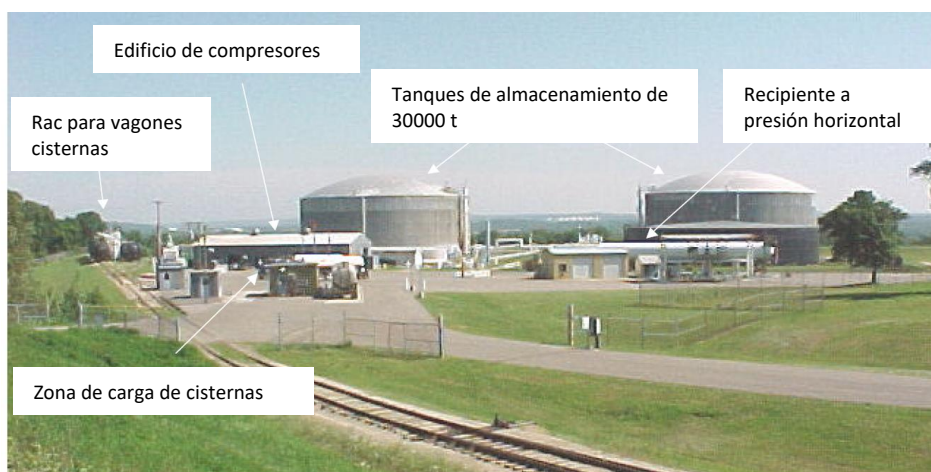 Edificio de compresores
Tanques de almacenamiento de
30000 t
Recipiente a
presión horizontal
Rac para vagones
cisternas
Zona de carga de cisternas